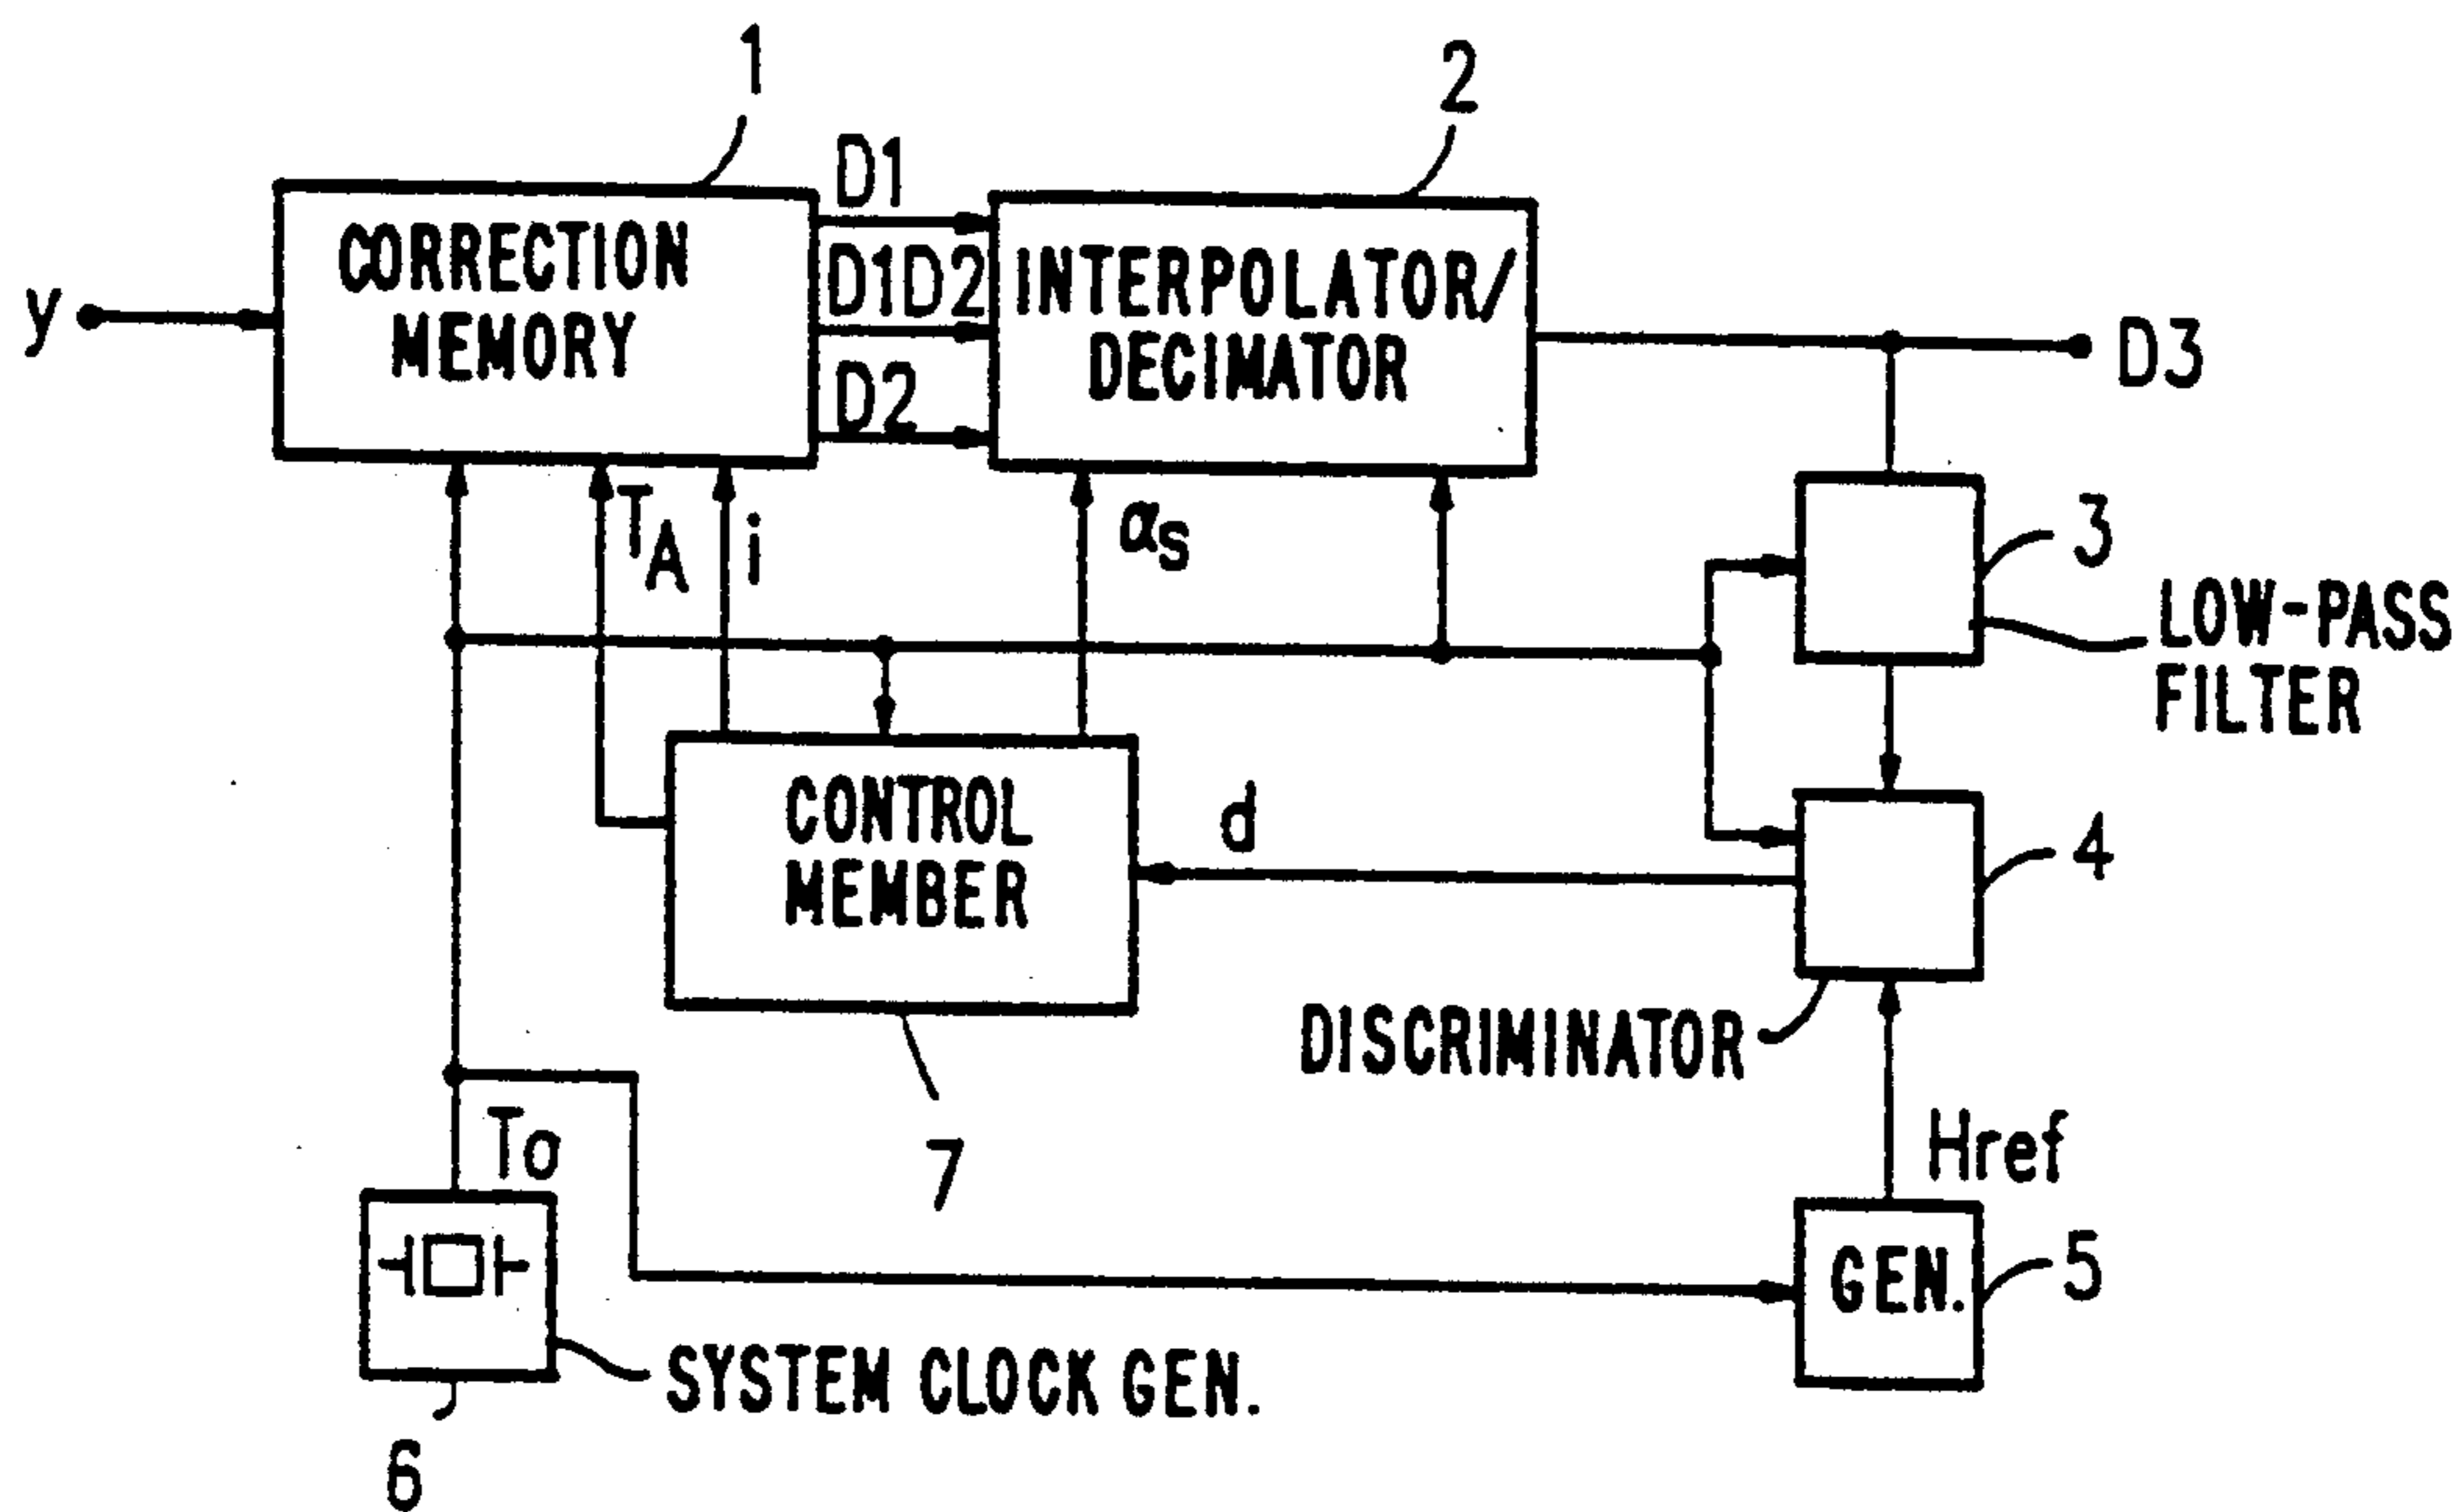 1
2
D1
CORRECTION
MEMORY
D1D2
INTERPOLATOR/
DECIMATOR
y
D3
D2
TA
i
αs
3
LOW-PASS
FILTER
CONTROL
MEMBER
d
4
DISCRIMINATOR
To
7
Href
GEN.
5
SYSTEM CLOCK GEN.
6